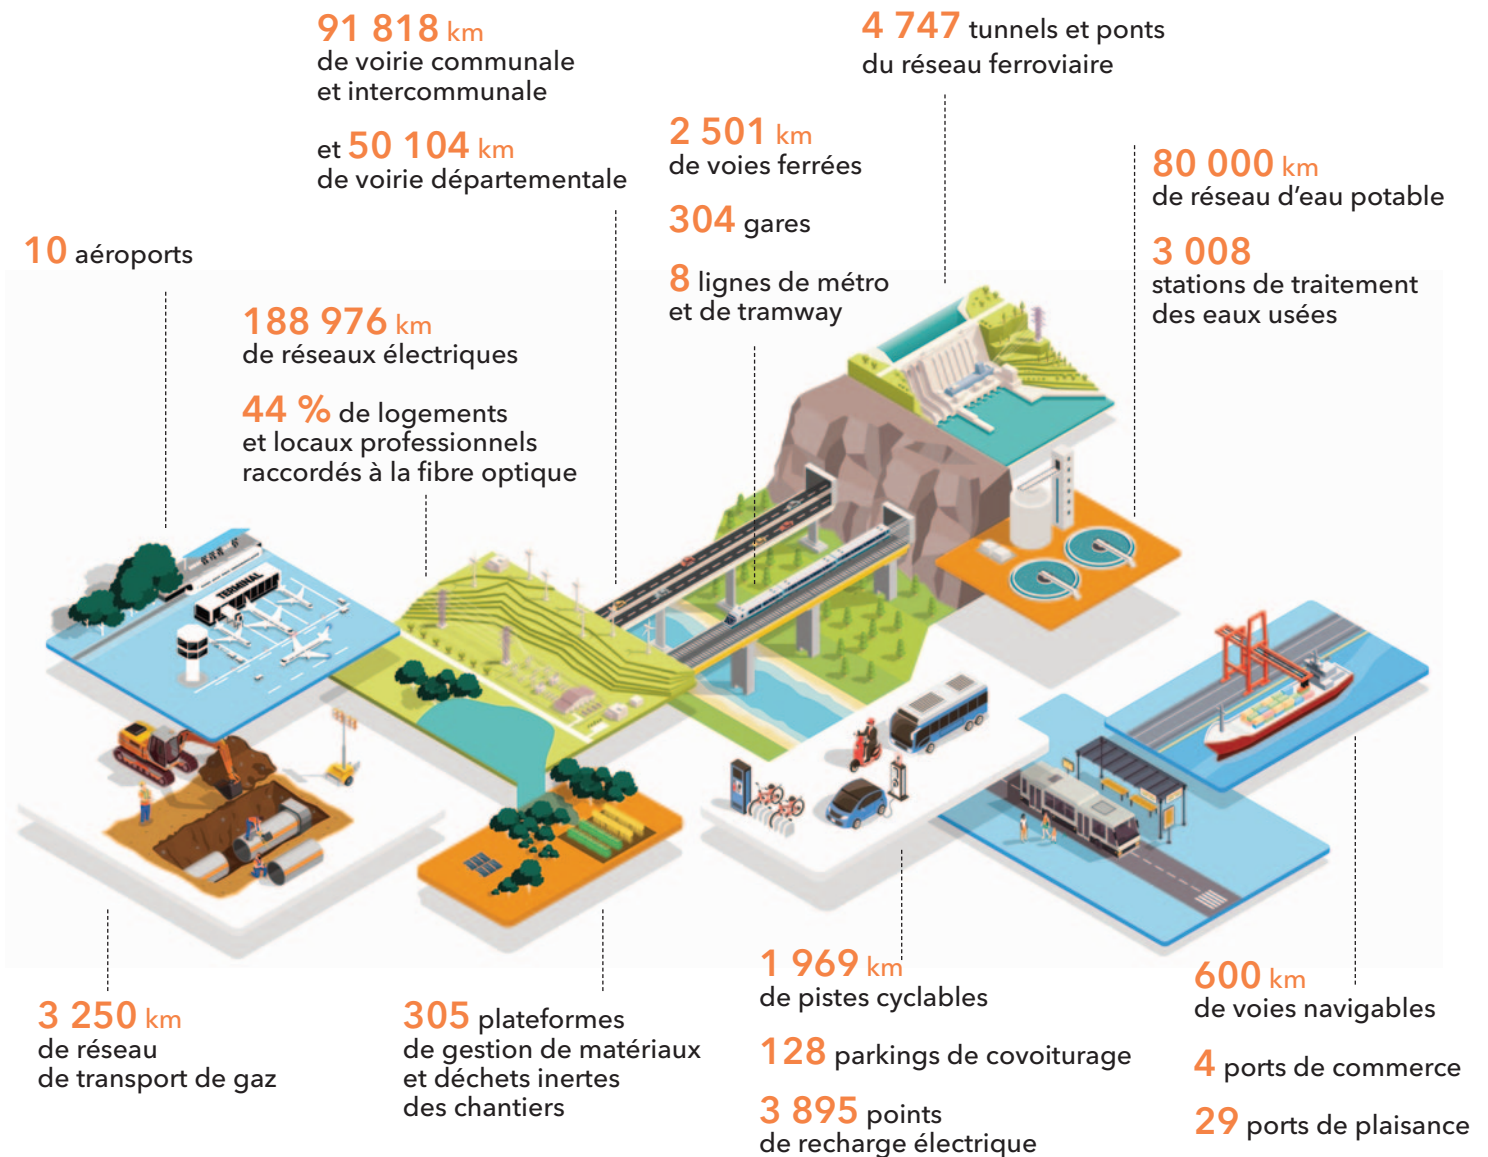 91 818 km
de voirie communale
et intercommunale
et 50 104 km
de voirie départementale
4 747 tunnels et ponts
du réseau ferroviaire
2 501 km
de voies ferrées
304 gares
8 lignes de métro
et de tramway
80 000 km
de réseau d'eau potable
3 008
stations de traitement
des eaux usées
10 aéroports
188 976 km
de réseaux électriques
44 % de logements
et locaux professionnels
raccordés à la fibre optique
TERMINAL
3 250 km
de réseau
de transport de gaz
305 plateformes
de gestion de matériaux
et déchets inertes
des chantiers
1 969 km
de pistes cyclables
128 parkings de covoiturage
3 895 points
de recharge électrique
600 km
de voies navigables
4 ports de commerce
29 ports de plaisance